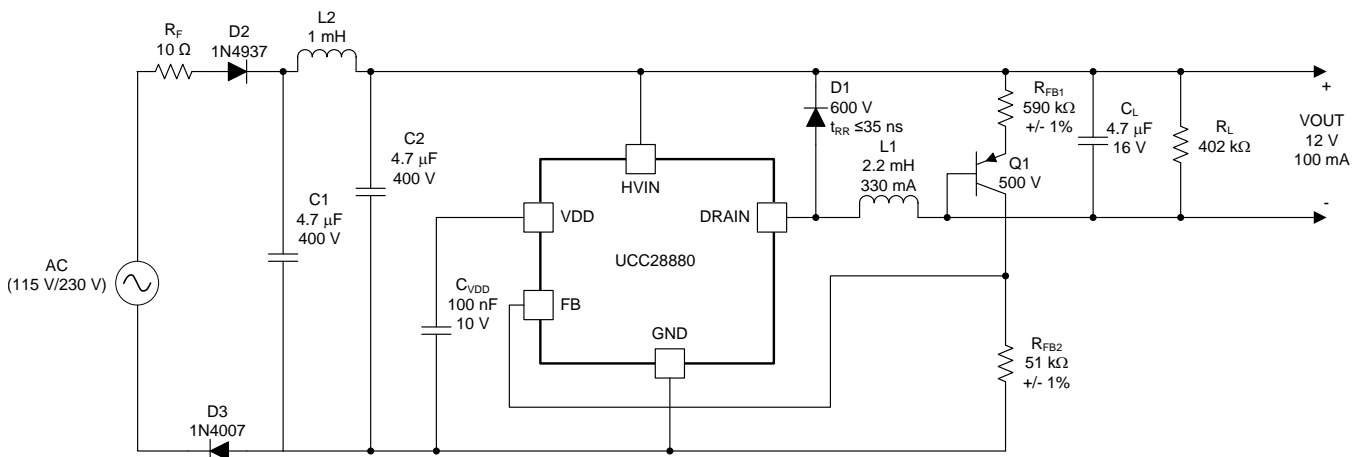 R_F
10 Ω
D2
1N4937
L2
1 mH
C1
4.7 μF
400 V
C2
4.7 μF
400 V
AC
(115 V/230 V)
D3
1N4007
C_VDD
100 nF
10 V
HVIN
VDD
DRAIN
UCC28880
FB
GND
D1
600 V
t_RR ≤35 ns
L1
2.2 mH
330 mA
R_FB1
590 kΩ
+/- 1%
Q1
500 V
C_L
4.7 μF
16 V
R_L
402 kΩ
+
VOUT
12 V
100 mA
-
R_FB2
51 kΩ
+/- 1%